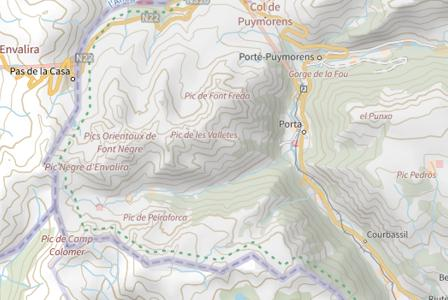 N22
N320
Col de
Puymorens
Envalira
N22
Pas de la Casa
Porté-Puymorens
Gorge de la Fou
Pic de Font Freda
el Punxo
Porta
Pics Orientaux de
Font Nègre
Pic de les Valletes
Pic Nègre d'Envalira
Pic Pedrós
Pic de Peiraforca
Pic de Camp
Colomer
Courbassil